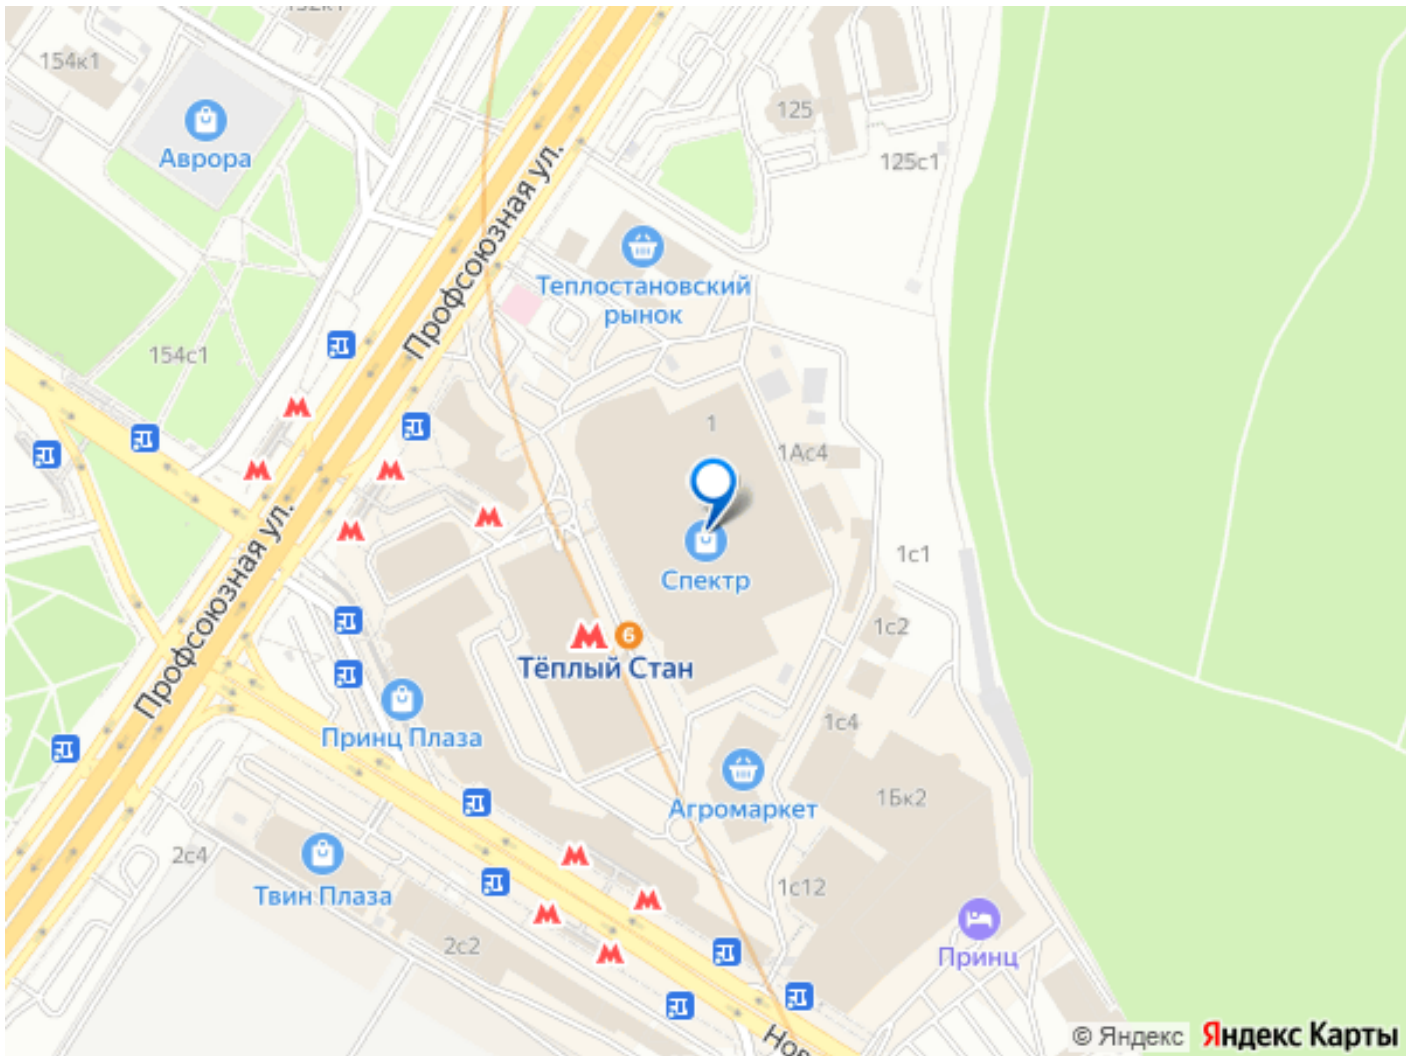 154к1
Аврора
125
125с1
Профсоюзная ул.
Теплостановский
рынок
154с1
1
1Ас4
Профсоюзная ул.
Спектр
1с1
6
Тёплый Стан
1с2
Принц Плаза
1с4
Агромаркет
1Бк2
2с4
Твин Плаза
1с12
2с2
Принц
Нов
© Яндекс Яндекс Карты